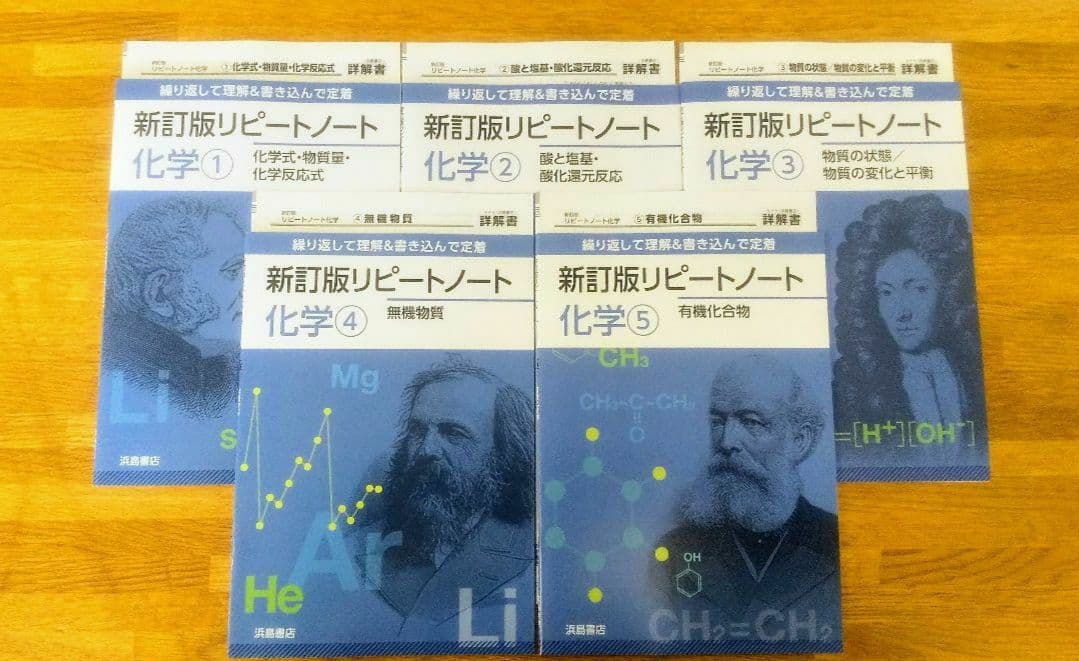 新訂版
リピートノート化学
①化学式・物質量・化学反応式
詳解書
繰り返して理解&書き込んで定着
新訂版リピートノート
化学①
化学式・物質量・
化学反応式
Li
浜島書店
リピートノート化学
②酸と塩基・酸化還元反応
詳解書
繰り返して理解&書き込んで定着
新訂版リピートノート
化学②
酸と塩基・
酸化還元反応
リピートノート化学
③物質の状態/物質の変化と平衡
詳解書
繰り返して理解&書き込んで定着
新訂版リピートノート
化学③
物質の状態/
物質の変化と平衡
=[H⁺][OH⁻]
新訂版
リピートノート化学
④無機物質
詳解書
繰り返して理解&書き込んで定着
新訂版リピートノート
化学④
無機物質
Mg
Ar
He
Li
浜島書店
新訂版
リピートノート化学
⑤有機化合物
詳解書
繰り返して理解&書き込んで定着
新訂版リピートノート
化学⑤
有機化合物
CH₃
CH₃-C-CH₃
O
OH
CH₂=CH₂
浜島書店